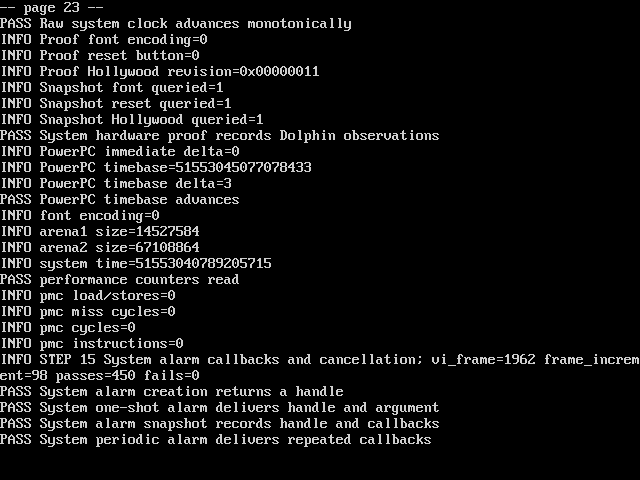 -- page 23 --
PASS Raw system clock advances monotonically
INFO Proof font encoding=0
INFO Proof reset button=0
INFO Proof Hollywood revision=0x00000011
INFO Snapshot font queried=1
INFO Snapshot reset queried=1
INFO Snapshot Hollywood queried=1
PASS System hardware proof records Dolphin observations
INFO PowerPC immediate delta=0
INFO PowerPC timebase=51553045077078433
INFO PowerPC timebase delta=3
PASS PowerPC timebase advances
INFO font encoding=0
INFO arena1 size=14527584
INFO arena2 size=67108864
INFO system time=51553040789205715
PASS performance counters read
INFO pmc load/stores=0
INFO pmc miss cycles=0
INFO pmc cycles=0
INFO pmc instructions=0
INFO STEP 15 System alarm callbacks and cancellation; vi_frame=1962 frame_increm
ent=98 passes=450 fails=0
PASS System alarm creation returns a handle
PASS System one-shot alarm delivers handle and argument
PASS System alarm snapshot records handle and callbacks
PASS System periodic alarm delivers repeated callbacks